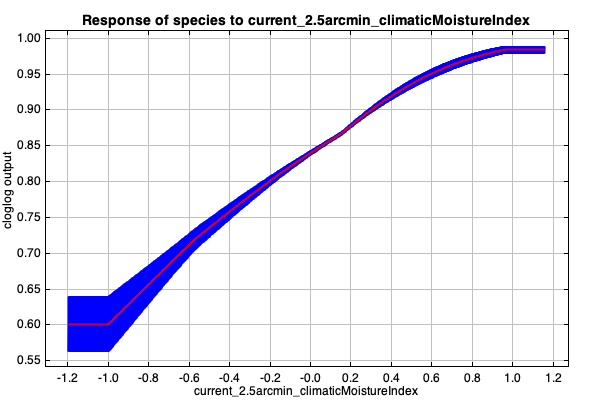 Response of species to current_2.5arcmin_climaticMoistureIndex
1.00
0.95
0.90
0.85
0.80
0.75
0.70
0.65
0.60
0.55
cloglog output
-1.2 -1.0 -0.8 -0.6 -0.4 -0.2 -0.0 0.2 0.4 0.6 0.8 1.0 1.2
current_2.5arcmin_climaticMoistureIndex